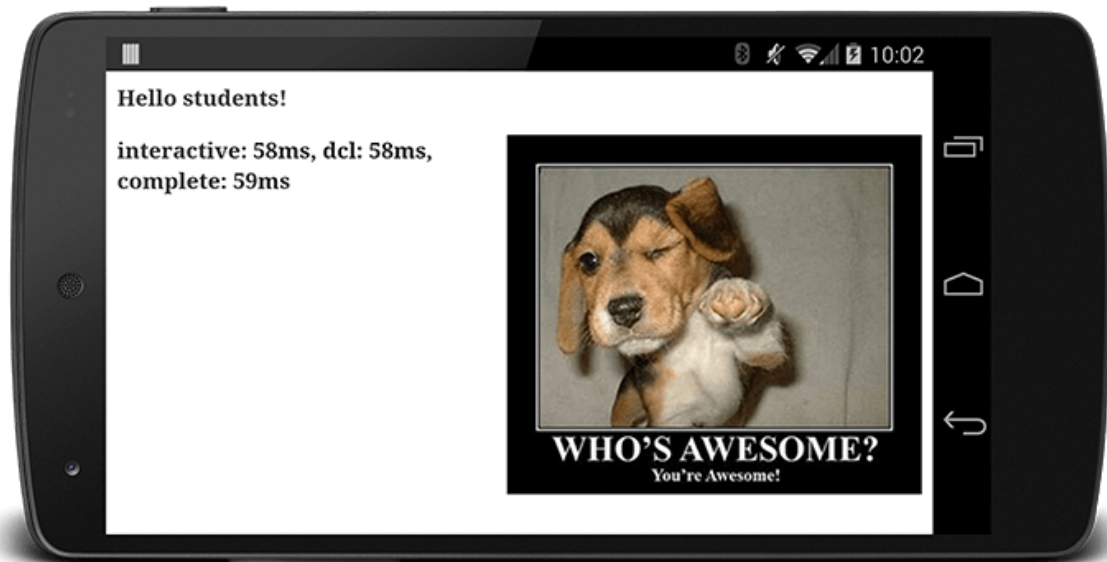 10:02
Hello students!
interactive: 58ms, dcl: 58ms,
complete: 59ms
WHO'S AWESOME?
You're Awesome!